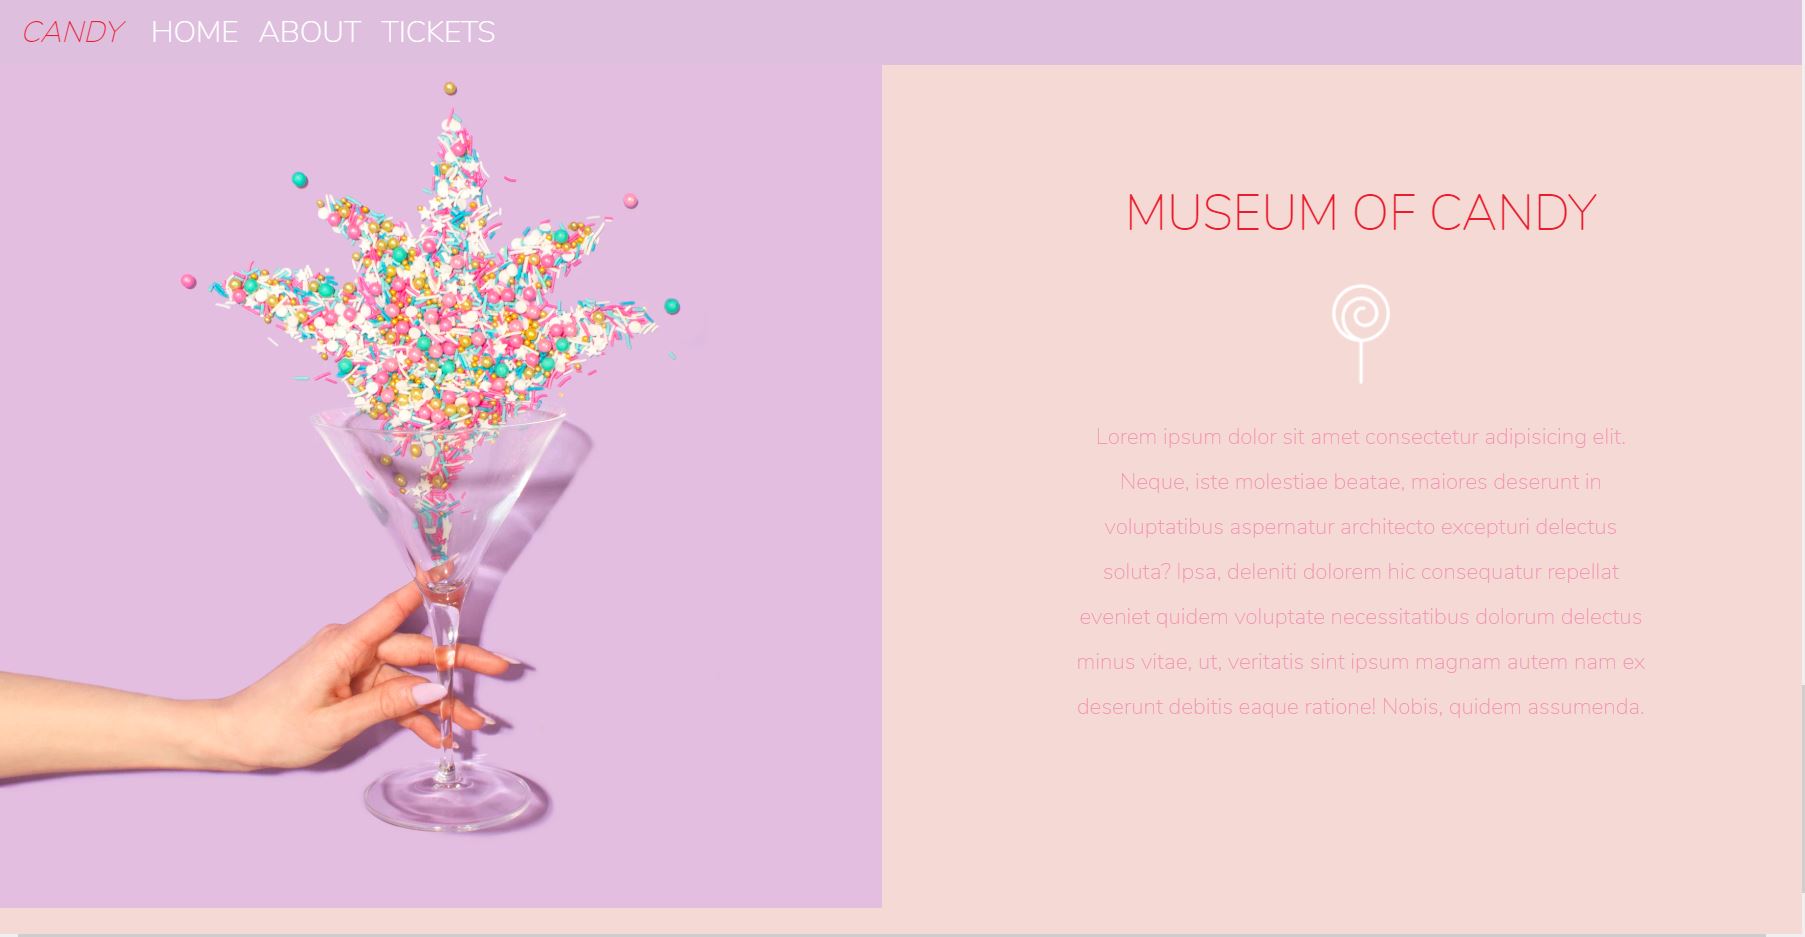 CANDY HOME ABOUT TICKETS
MUSEUM OF CANDY
Lorem ipsum dolor sit amet consectetur adipisicing elit.
Neque, iste molestiae beatae, maiores deserunt in
voluptatibus aspernatur architecto excepturi delectus
soluta? Ipsa, deleniti dolorem hic consequatur repellat
eveniet quidem voluptate necessitatibus dolorum delectus
minus vitae, ut, veritatis sint ipsum magnam autem nam ex
deserunt debitis eaque ratione! Nobis, quidem assumenda.